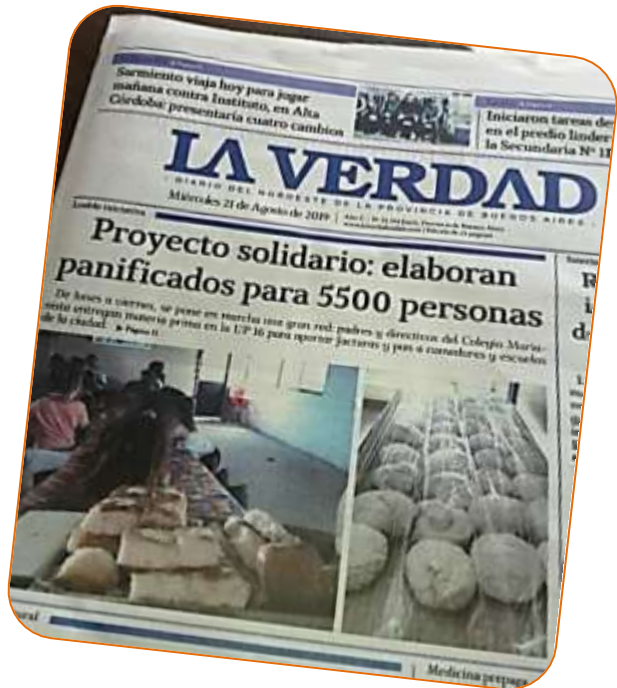 Sarmiento viaja hoy para jugar
mañana contra Instituto, en Alta
Córdoba: presentaría cuatro cambios
Iniciaron tareas de
en el predio linder
la Secundaria Nº 11
LA VERDAD
DIARIO DEL NOROESTE DE LA PROVINCIA DE BUENOS AIRES
Miércoles 21 de Agosto de 2019
Proyecto solidario: elaboran
panificados para 5500 personas
De lunes a viernes, se pone en marcha una gran red: padres y directivos del Colegio Maria-
entregan materia prima en la UP 16 para aportar facturas y pan a comedores y escuelas
de la ciudad.
Medicina prepaga